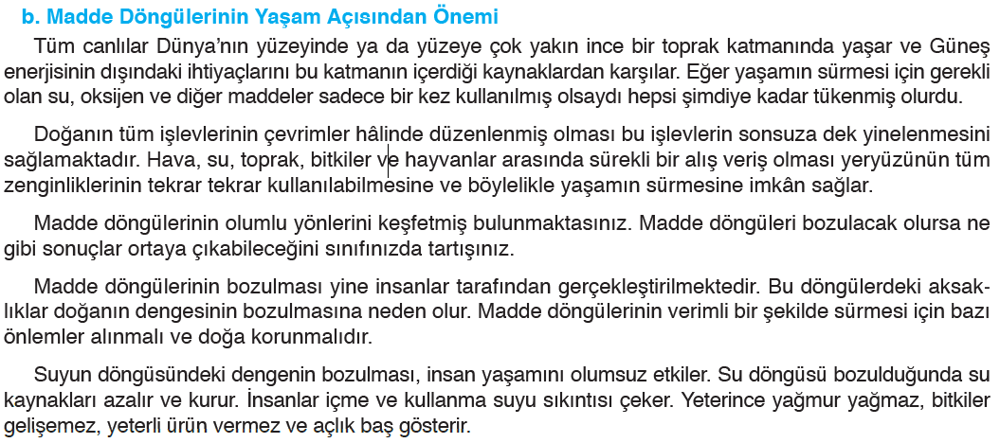 b. Madde Döngülerinin Yaşam Açısından Önemi
Tüm canlılar Dünya’nın yüzeyinde ya da yüzeye çok yakın ince bir toprak katmanında yaşar ve Güneş
enerjisinin dışındaki ihtiyaçlarını bu katmanın içerdiği kaynaklardan karşılar. Eğer yaşamın sürmesi için gerekli
olan su, oksijen ve diğer maddeler sadece bir kez kullanılmış olsaydı hepsi şimdiye kadar tükenmiş olurdu.
Doğanın tüm işlevlerinin çevrimler hâlinde düzenlenmiş olması bu işlevlerin sonsuza dek yinelenmesini
sağlamaktadır. Hava, su, toprak, bitkiler ve hayvanlar arasında sürekli bir alış veriş olması yeryüzünün tüm
zenginliklerinin tekrar tekrar kullanılabilmesine ve böylelikle yaşamın sürmesine imkân sağlar.
Madde döngülerinin olumlu yönlerini keşfetmiş bulunmaktasınız. Madde döngüleri bozulacak olursa ne
gibi sonuçlar ortaya çıkabileceğini sınıfınızda tartışınız.
Madde döngülerinin bozulması yine insanlar tarafından gerçekleştirilmektedir. Bu döngülerdeki aksak-
lıklar doğanın dengesinin bozulmasına neden olur. Madde döngülerinin verimli bir şekilde sürmesi için bazı
önlemler alınmalı ve doğa korunmalıdır.
Suyun döngüsündeki dengenin bozulması, insan yaşamını olumsuz etkiler. Su döngüsü bozulduğunda su
kaynakları azalır ve kurur. İnsanlar içme ve kullanma suyu sıkıntısı çeker. Yeterince yağmur yağmaz, bitkiler
gelişemez, yeterli ürün vermez ve açlık baş gösterir.